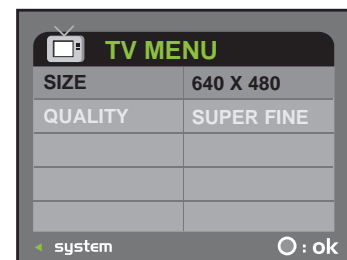 TV MENU
SIZE 640 X 480
QUALITY SUPER FINE
system : ok